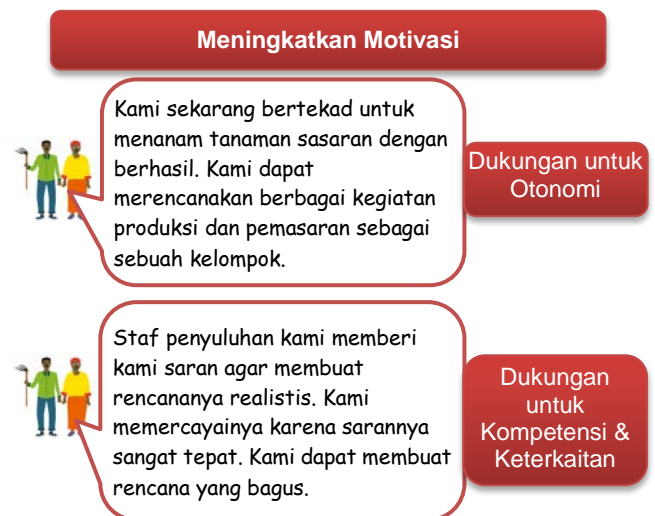 Meningkatkan Motivasi
Kami sekarang bertekad untuk
menanam tanaman sasaran dengan
berhasil. Kami dapat
merencanakan berbagai kegiatan
produksi dan pemasaran sebagai
sebuah kelompok.
Dukungan untuk
Otonomi
Staf penyuluhan kami memberi
kami saran agar membuat
rencananya realistis. Kami
memercayainya karena sarannya
sangat tepat. Kami dapat membuat
rencana yang bagus.
Dukungan
untuk
Kompetensi &
Keterkaitan